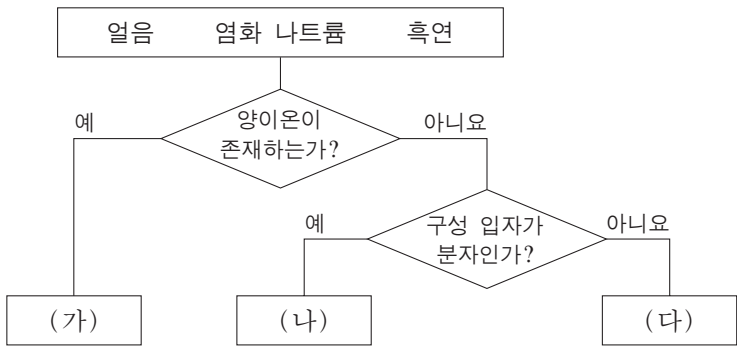 얼음 염화 나트륨 흑연
양이온이
존재하는가?
예
아니요
구성 입자가
분자인가?
예
아니요
(가)
(나)
(다)